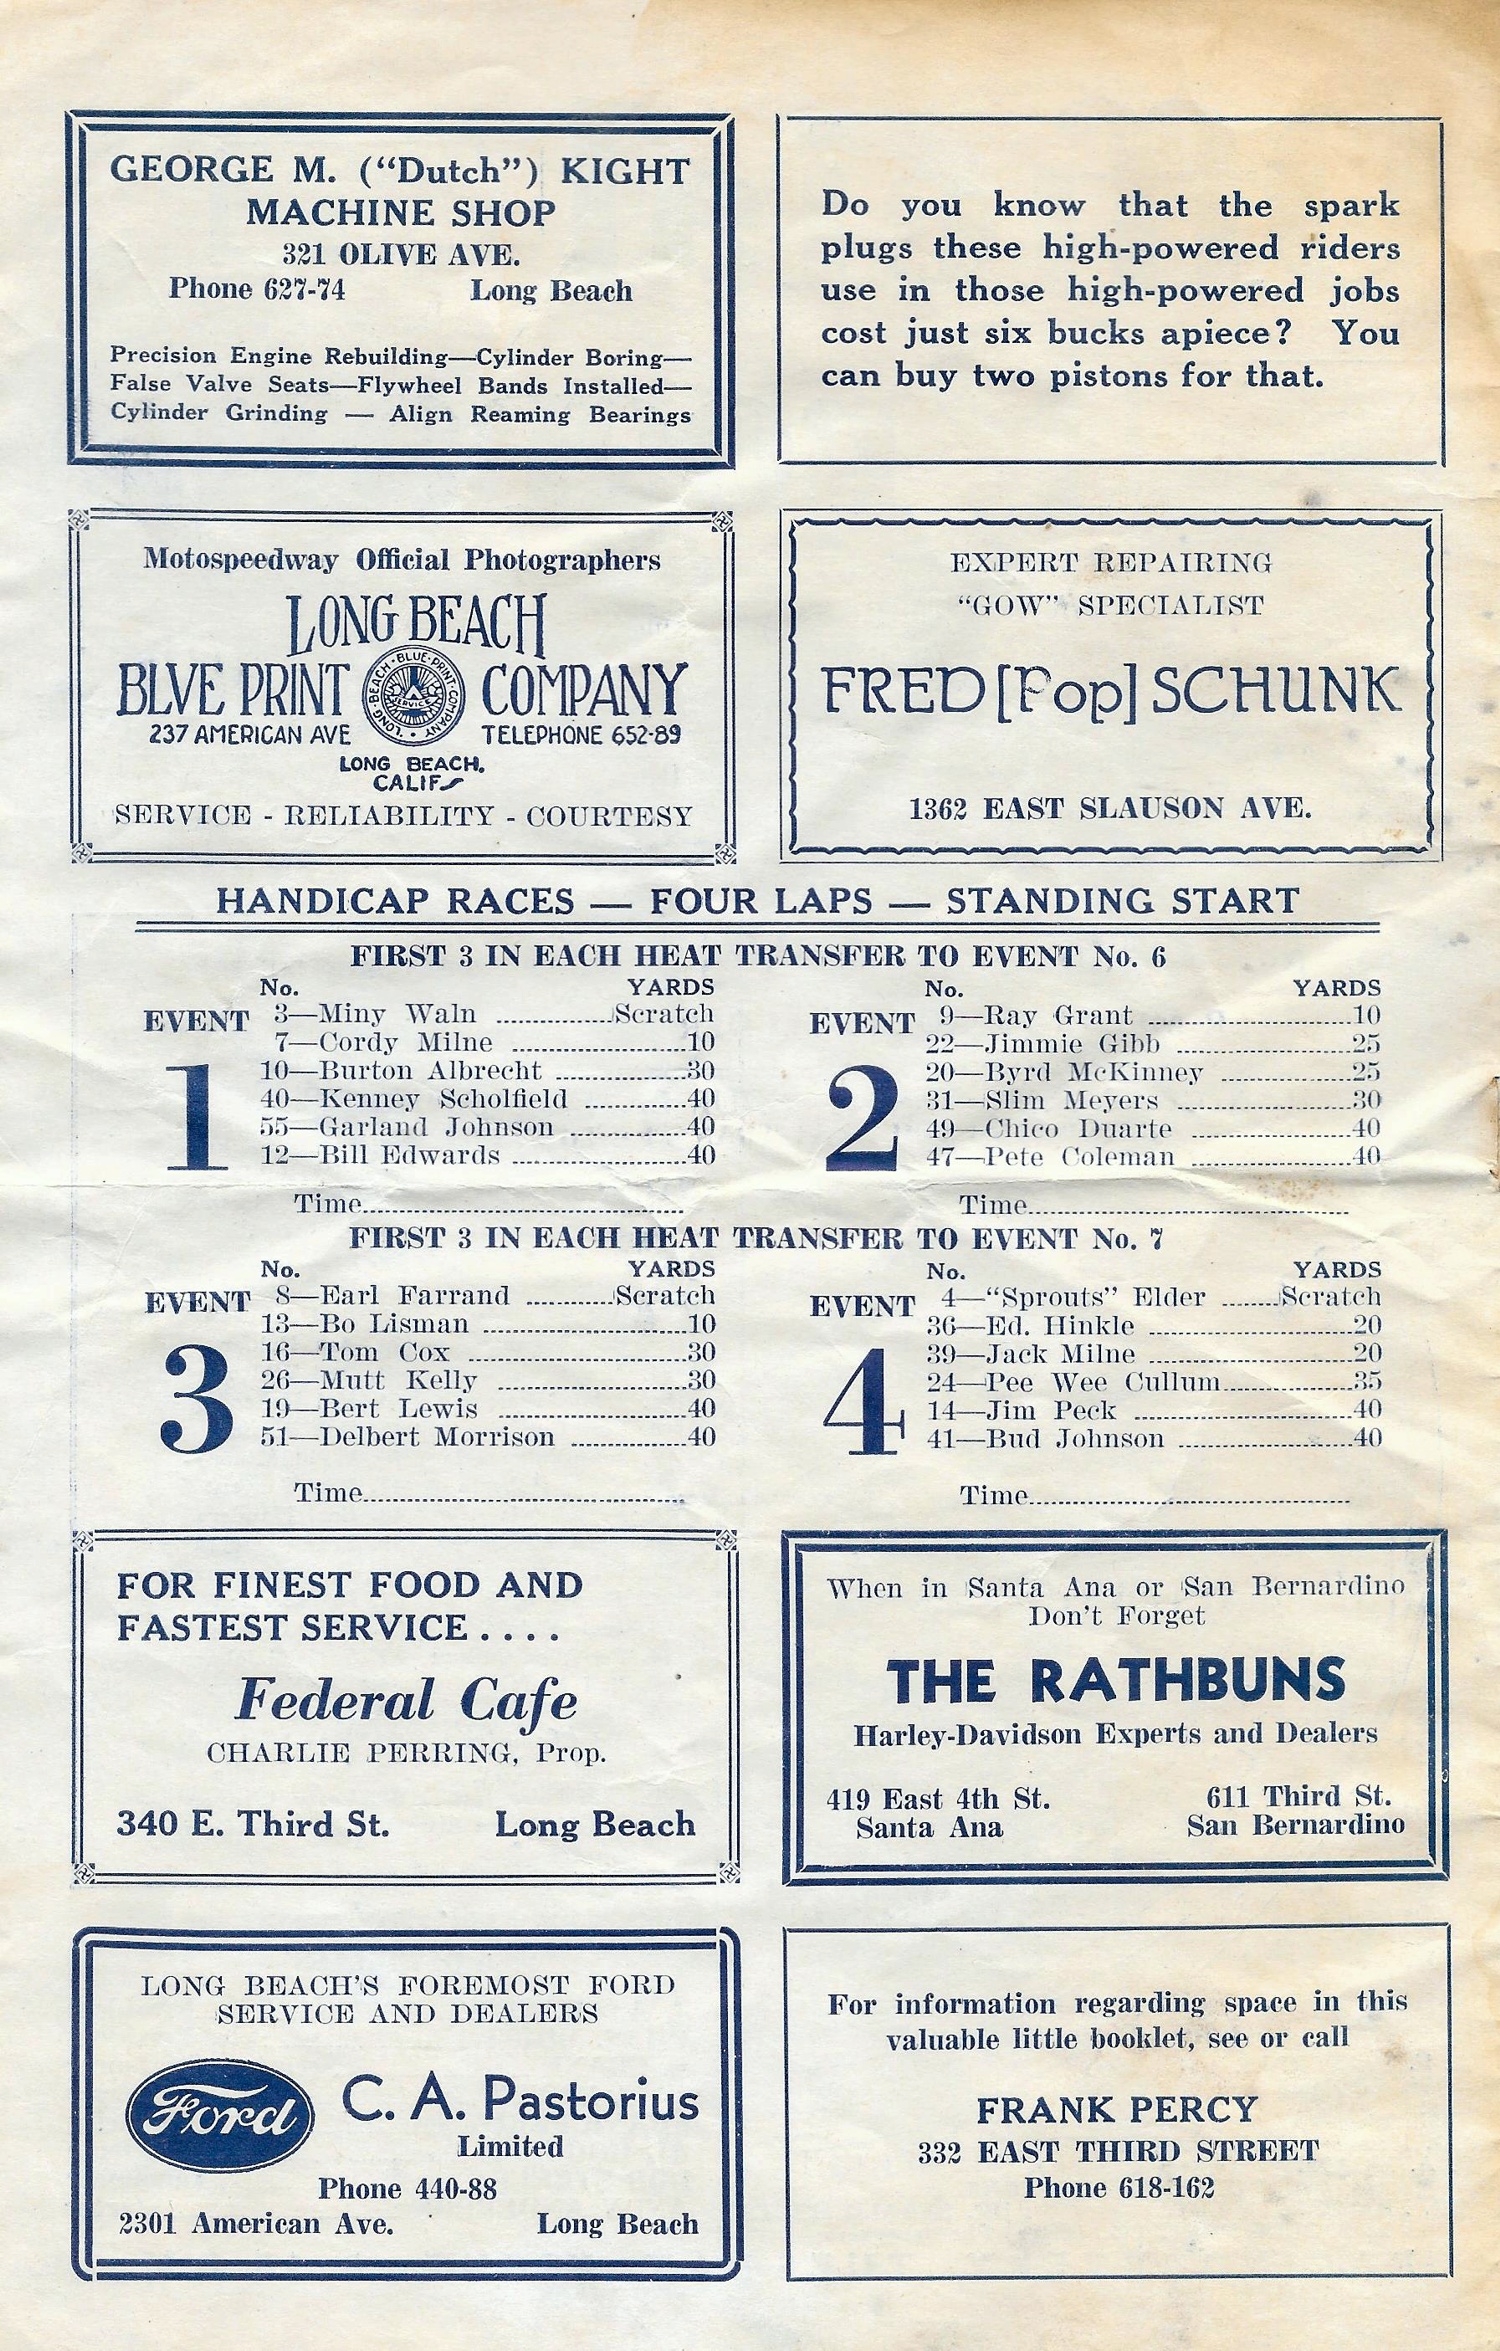 GEORGE M. ("Dutch") KIGHT
MACHINE SHOP
321 OLIVE AVE.
Phone 627-74 Long Beach
Precision Engine Rebuilding—Cylinder Boring—
False Valve Seats—Flywheel Bands Installed—
Cylinder Grinding — Align Reaming Bearings
Do you know that the spark
plugs these high-powered riders
use in those high-powered jobs
cost just six bucks apiece? You
can buy two pistons for that.
Motospeedway Official Photographers
LONG BEACH
BLVE PRINT COMPANY
LONG · BEACH · BLUE · PRINT · COMPANY ·
SERVICE
237 AMERICAN AVE TELEPHONE 652-89
LONG BEACH,
CALIF
SERVICE - RELIABILITY - COURTESY
EXPERT REPAIRING
"GOW" SPECIALIST
FRED [Pop] SCHUNK
1362 EAST SLAUSON AVE.
HANDICAP RACES — FOUR LAPS — STANDING START
FIRST 3 IN EACH HEAT TRANSFER TO EVENT No. 6
EVENT 1
No. YARDS
3—Miny Waln ................Scratch
7—Cordy Milne ........................10
10—Burton Albrecht ....................30
40—Kenney Scholfield ..............40
55—Garland Johnson ................40
12—Bill Edwards ........................40
Time............................................
EVENT 2
No. YARDS
9—Ray Grant ............................10
22—Jimmie Gibb ........................25
20—Byrd McKinney ..................25
31—Slim Meyers ........................30
49—Chico Duarte ......................40
47—Pete Coleman ......................40
Time............................................
FIRST 3 IN EACH HEAT TRANSFER TO EVENT No. 7
EVENT 3
No. YARDS
8—Earl Farrand ............Scratch
13—Bo Lisman ............................10
16—Tom Cox ..............................30
26—Mutt Kelly ..........................30
19—Bert Lewis ..........................40
51—Delbert Morrison ................40
Time............................................
EVENT 4
No. YARDS
4—"Sprouts" Elder ........Scratch
36—Ed. Hinkle ............................20
39—Jack Milne ............................20
24—Pee Wee Cullum..................35
14—Jim Peck ..............................40
41—Bud Johnson ........................40
Time............................................
FOR FINEST FOOD AND
FASTEST SERVICE . . . .
Federal Cafe
CHARLIE PERRING, Prop.
340 E. Third St. Long Beach
When in Santa Ana or San Bernardino
Don't Forget
THE RATHBUNS
Harley-Davidson Experts and Dealers
419 East 4th St. 611 Third St.
Santa Ana San Bernardino
LONG BEACH'S FOREMOST FORD
SERVICE AND DEALERS
Ford C. A. Pastorius
Limited
Phone 440-88
2301 American Ave. Long Beach
For information regarding space in this
valuable little booklet, see or call
FRANK PERCY
332 EAST THIRD STREET
Phone 618-162